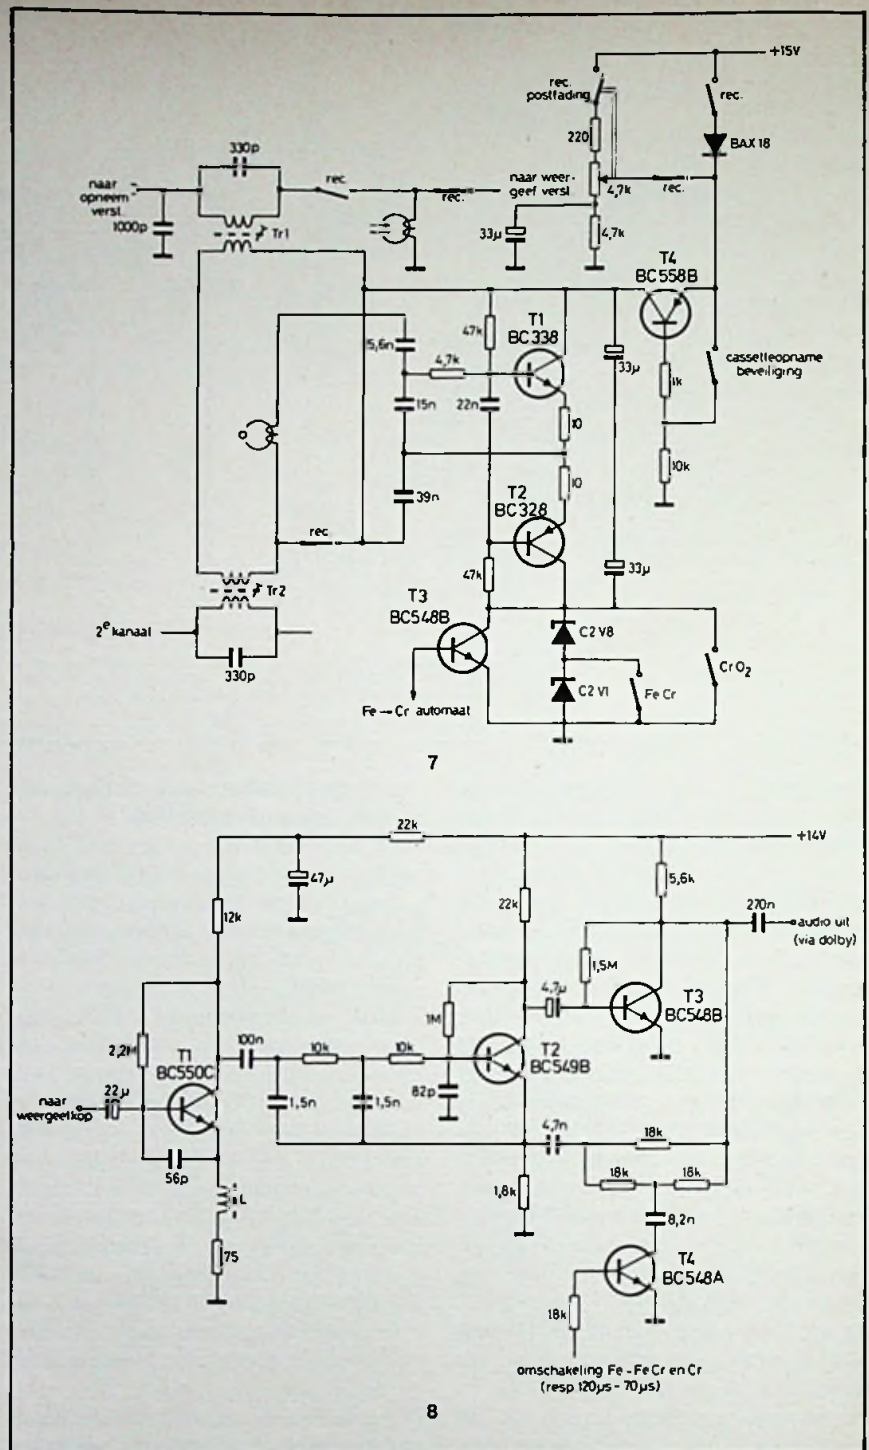 +15V
rec.
postfading
rec.
220
BAX 18
330p
naar
opneem
verst.
rec.
rec.
naar weer-
geef verst.
4,7k
rec.
1000p
Tr1
33µ
4,7k
T4
BC558B
47k
T1
BC338
5,6n
4,7k
33µ
cassetteopname
beveiliging
1k
15n
22n
10
10
10k
39n
T2
BC328
rec
47k
33µ
Tr2
T3
BC548B
2e kanaal
C2V8
CrO2
330p
C2V1
FeCr
Fe-Cr automaat
7
22k
+14V
47µ
5,6k
12k
22k
270n
audio uit
(via dolby)
1,5M
4,7µ
T3
BC548B
2,2M
T1
BC550C
100n
10k
10k
1M
T2
BC549B
naar
weergeefkop
22µ
1,5n
1,5n
82p
4,7n
18k
56p
18k
18k
L
1,8k
8,2n
75
T4
BC548A
18k
omschakeling Fe-FeCr en Cr
(resp 120µs-70µs)
8